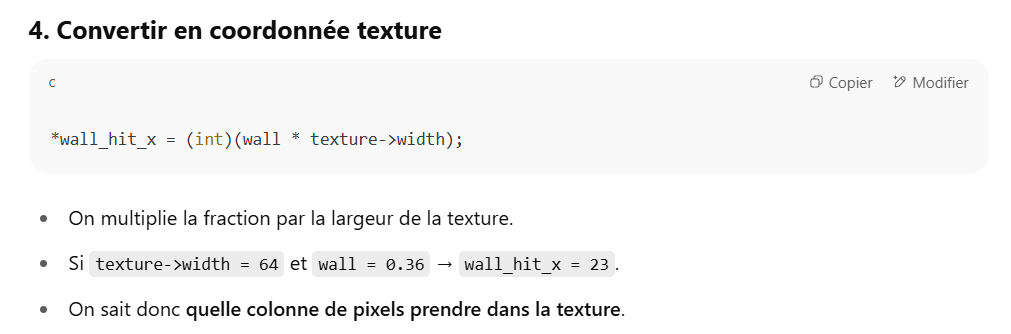 4. Convertir en coordonnée texture
c Copier Modifier
*wall_hit_x = (int)(wall * texture->width);
• On multiplie la fraction par la largeur de la texture.
• Si texture->width = 64 et wall = 0.36 → wall_hit_x = 23.
• On sait donc quelle colonne de pixels prendre dans la texture.